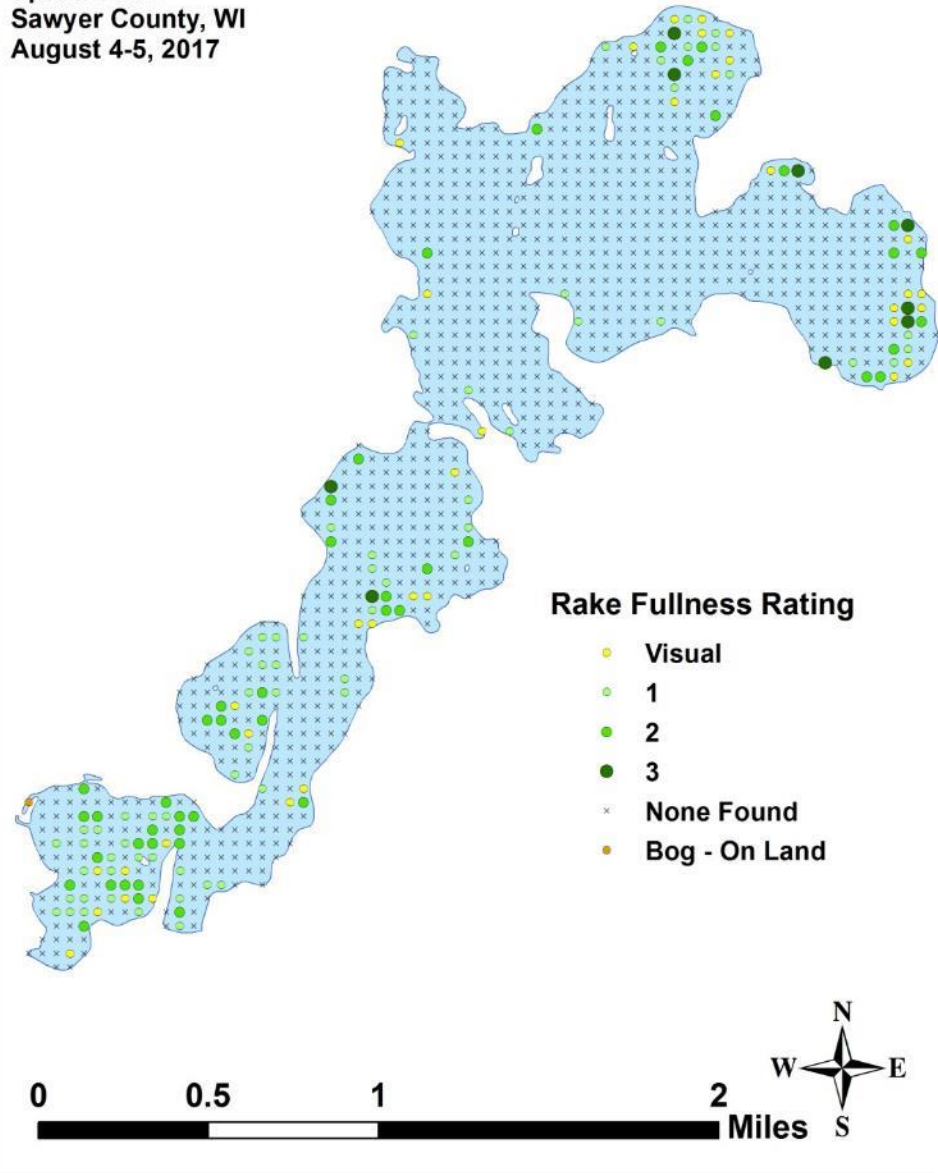 Sawyer County, WI
August 4-5, 2017
Rake Fullness Rating
Visual
1
2
3
None Found
Bog - On Land
N
W E
S
0 0.5 1 2
Miles